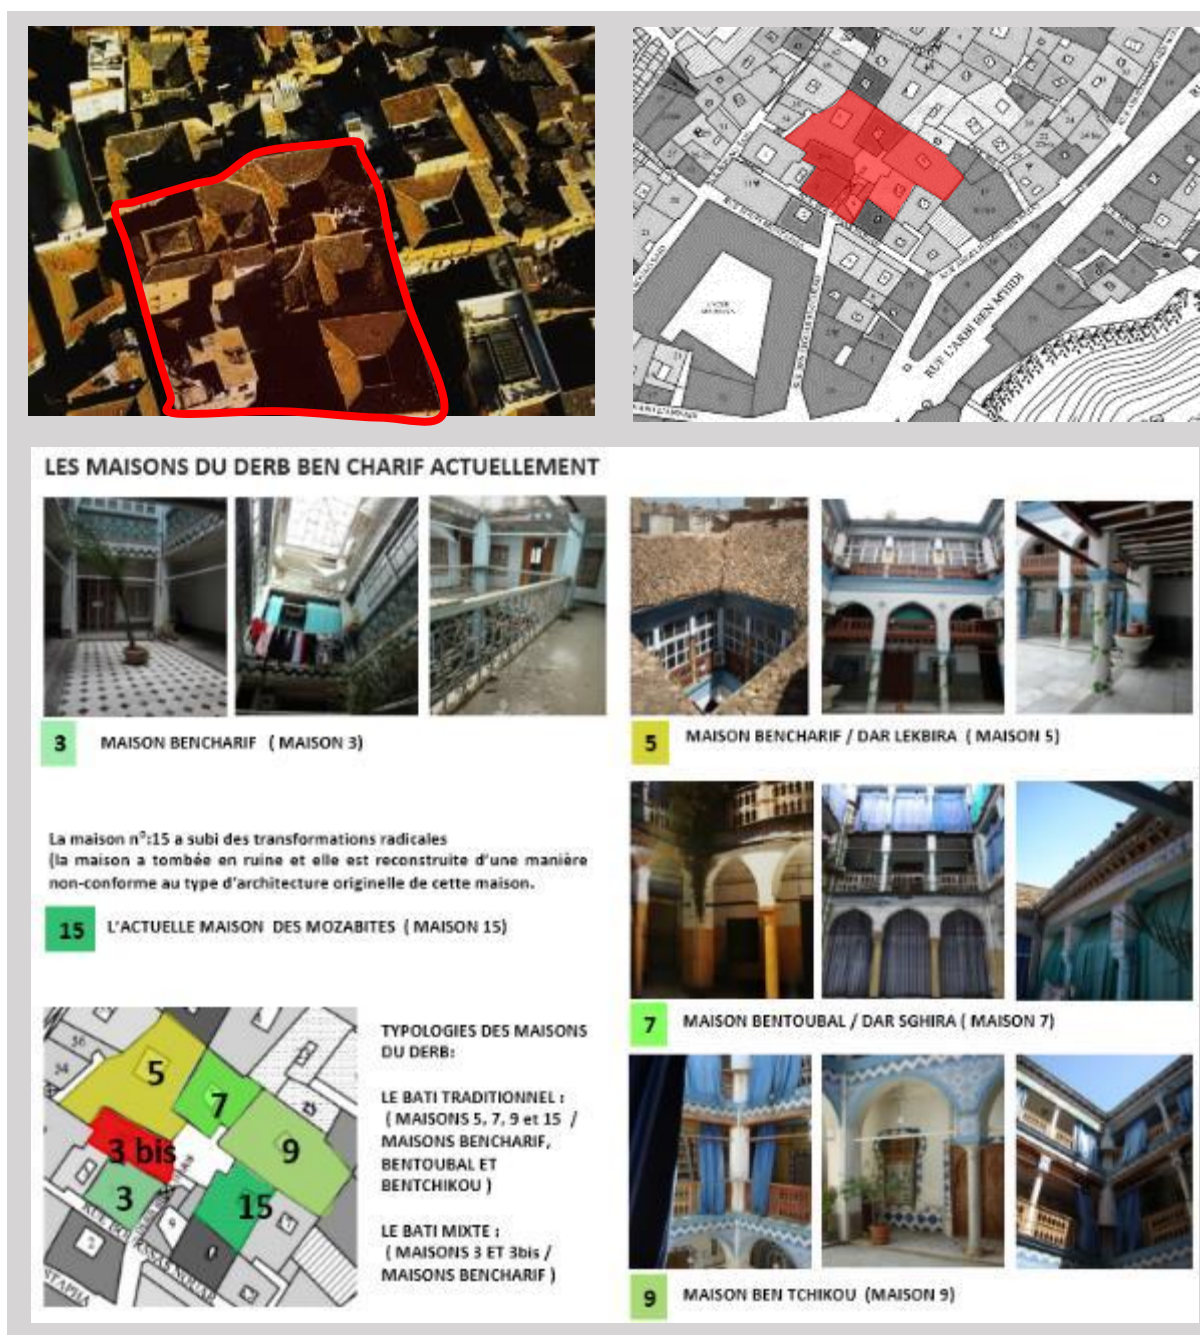 RUE L'ARBI BEN M'HIDI
LES MAISONS DU DERB BEN CHARIF ACTUELLEMENT
3 MAISON BENCHARIF ( MAISON 3)
5 MAISON BENCHARIF / DAR LEKBIRA ( MAISON 5)
La maison n°:15 a subi des transformations radicales
(la maison a tombée en ruine et elle est reconstruite d'une manière
non-conforme au type d'architecture originelle de cette maison.
15 L'ACTUELLE MAISON DES MOZABITES ( MAISON 15)
7 MAISON BENTOUBAL / DAR SGHIRA ( MAISON 7)
56
54
5
7
9
3 bis
3
15
STAPHA
TYPOLOGIES DES MAISONS
DU DERB:
LE BATI TRADITIONNEL :
( MAISONS 5, 7, 9 et 15 /
MAISONS BENCHARIF,
BENTOUBAL ET
BENTCHIKOU )
LE BATI MIXTE :
( MAISONS 3 ET 3bis /
MAISONS BENCHARIF )
9 MAISON BEN TCHIKOU (MAISON 9)